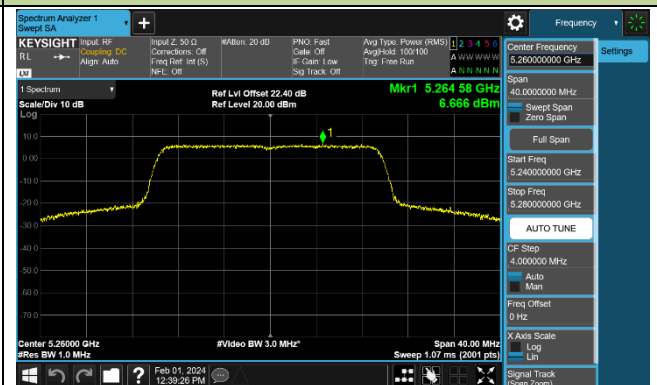 Spectrum Analyzer 1
Swept SA
Frequency
KEYSIGHT
RL
LXI
Input: RF
Coupling: DC
Align: Auto
Input Z: 50 Ω
Corrections: Off
Freq Ref: Int (S)
NFE: Off
#Atten: 20 dB
PNO: Fast
Gate: Off
IF Gain: Low
Sig Track: Off
Avg Type: Power (RMS)
Avg|Hold: 100/100
Trig: Free Run
1 2 3 4 5 6
A W W W W W
A N N N N N
1 Spectrum
Scale/Div 10 dB
Log
Ref Lvl Offset 22.40 dB
Ref Level 20.00 dBm
Mkr1 5.264 58 GHz
6.666 dBm
1
10.0
0.00
-10.0
-20.0
-30.0
-40.0
-50.0
-60.0
-70.0
Center 5.26000 GHz
#Res BW 1.0 MHz
#Video BW 3.0 MHz*
Span 40.00 MHz
Sweep 1.07 ms (2001 pts)
Feb 01, 2024
12:39:26 PM
Center Frequency
5.260000000 GHz
Span
40.0000000 MHz
Swept Span
Zero Span
Full Span
Start Freq
5.240000000 GHz
Stop Freq
5.280000000 GHz
AUTO TUNE
CF Step
4.000000 MHz
Auto
Man
Freq Offset
0 Hz
X Axis Scale
Log
Lin
Signal Track
(Span Zoom)
Settings